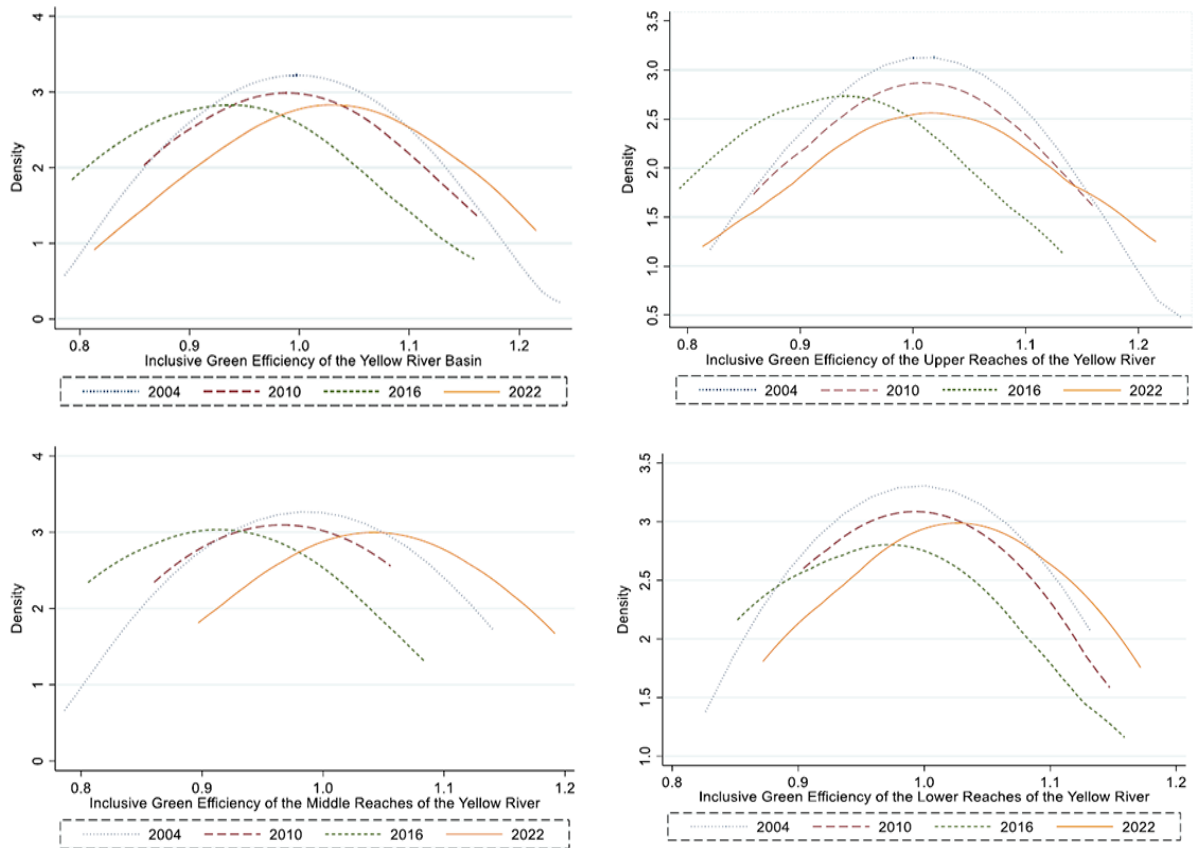 4
3
2
1
0
Density
0.8 0.9 1.0 1.1 1.2
Inclusive Green Efficiency of the Yellow River Basin
2004 2010 2016 2022
3.5
3.0
2.5
2.0
1.5
1.0
0.5
Density
0.8 0.9 1.0 1.1 1.2
Inclusive Green Efficiency of the Upper Reaches of the Yellow River
2004 2010 2016 2022
4
3
2
1
0
Density
0.8 0.9 1.0 1.1 1.2
Inclusive Green Efficiency of the Middle Reaches of the Yellow River
2004 2010 2016 2022
3.5
3
2.5
2
1.5
1.0
Density
0.8 0.9 1.0 1.1 1.2
Inclusive Green Efficiency of the Lower Reaches of the Yellow River
2004 2010 2016 2022